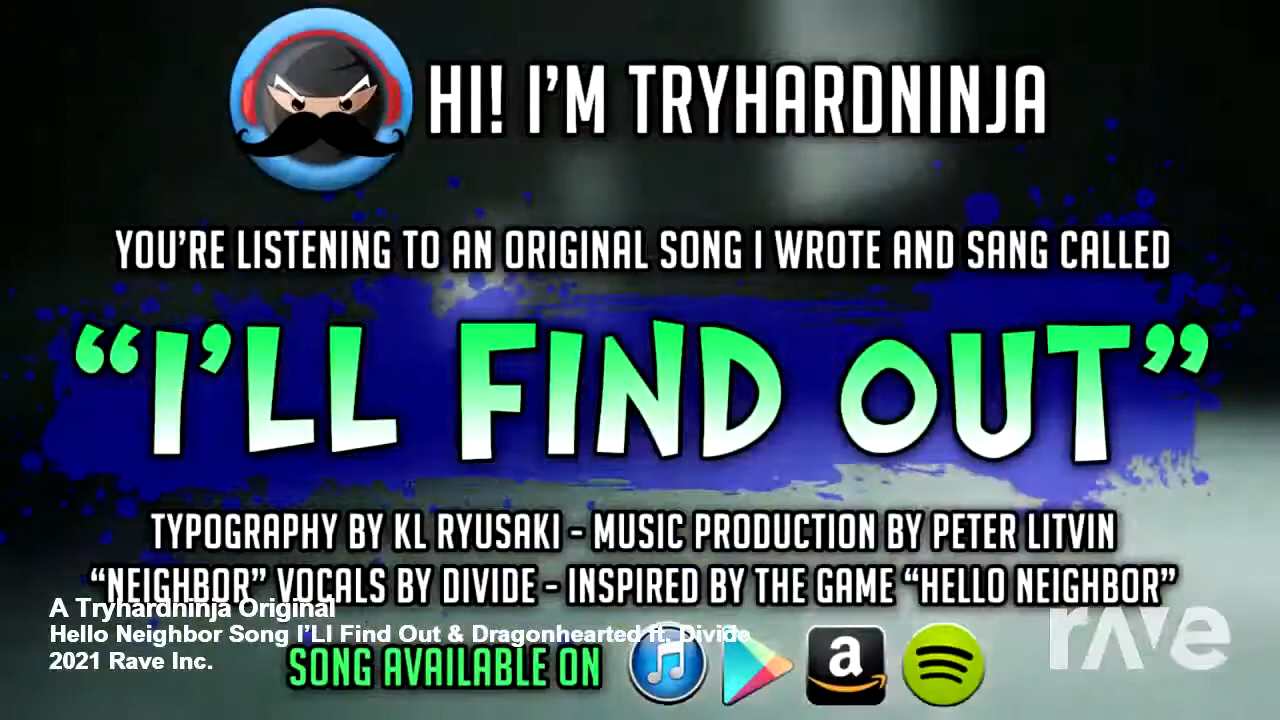 HI! I'M TRYHARDNINJA
YOU'RE LISTENING TO AN ORIGINAL SONG I WROTE AND SANG CALLED
“I'LL FIND OUT”
TYPOGRAPHY BY KL RYUSAKI - MUSIC PRODUCTION BY PETER LITVIN
“NEIGHBOR” VOCALS BY DIVIDE - INSPIRED BY THE GAME “HELLO NEIGHBOR”
A Tryhardninja Original
Hello Neighbor Song I'Ll Find Out & Dragonhearted ft. Divide
2021 Rave Inc.
SONG AVAILABLE ON
a
rave